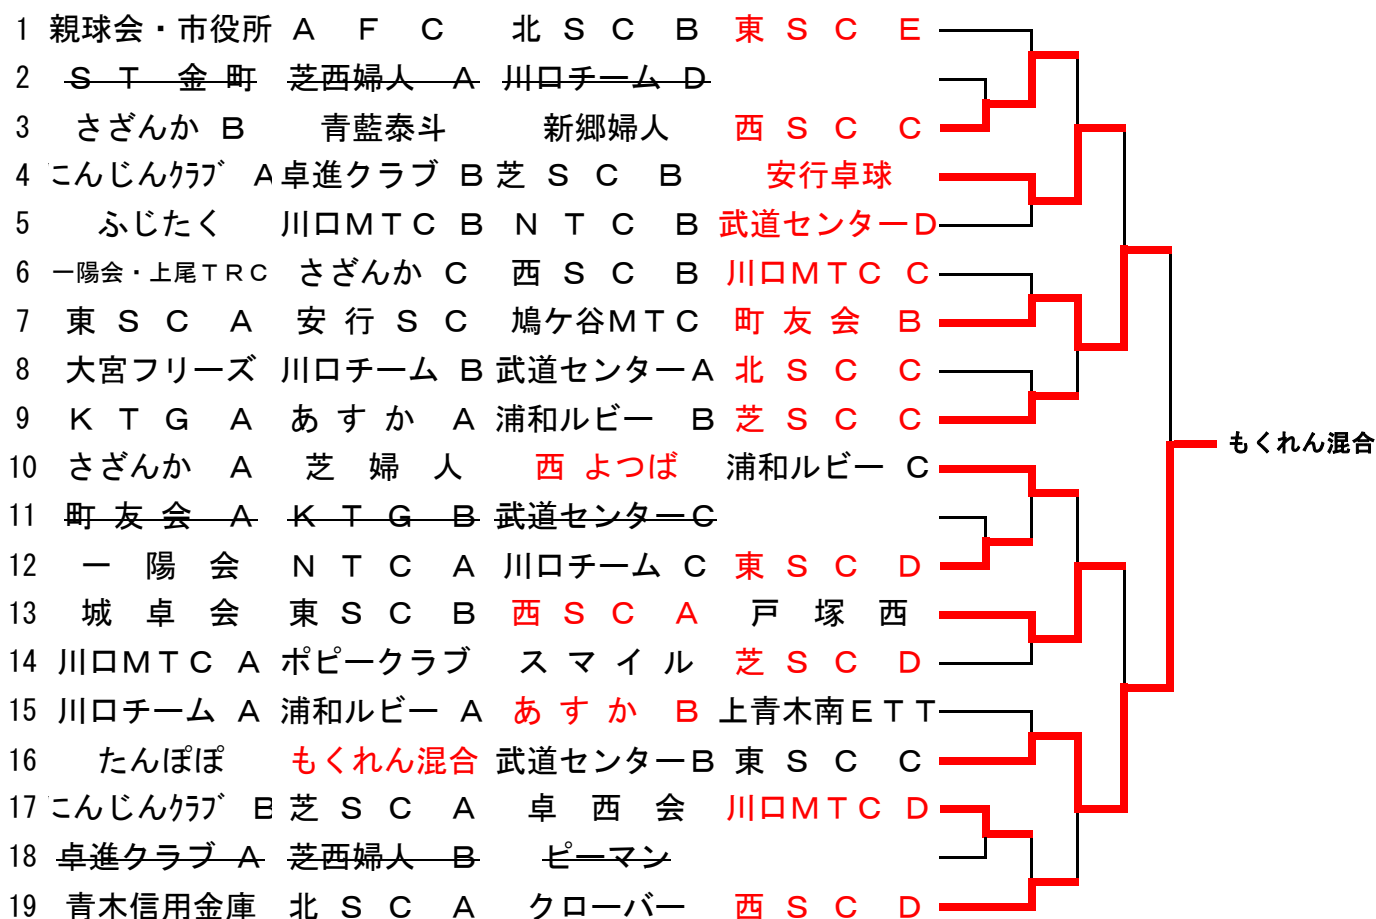 1 親球会・市役所 Ａ Ｆ Ｃ 北 Ｓ Ｃ Ｂ 東 Ｓ Ｃ Ｅ
2 Ｓ Ｔ 金 町 芝西婦人 Ａ 川口チーム Ｄ
3 さざんか Ｂ 青藍泰斗 新郷婦人 西 Ｓ Ｃ Ｃ
4 にんじんｸﾗﾌﾞ Ａ 卓進クラブ Ｂ 芝 Ｓ Ｃ Ｂ 安行卓球
5 ふじたく 川口ＭＴＣ Ｂ Ｎ Ｔ Ｃ Ｂ 武道センターＤ
6 一陽会・上尾ＴＲＣ さざんか Ｃ 西 Ｓ Ｃ Ｂ 川口ＭＴＣ Ｃ
7 東 Ｓ Ｃ Ａ 安 行 Ｓ Ｃ 鳩ケ谷ＭＴＣ 町 友 会 Ｂ
8 大宮フリーズ 川口チーム Ｂ 武道センターＡ 北 Ｓ Ｃ Ｃ
9 Ｋ Ｔ Ｇ Ａ あ す か Ａ 浦和ルビー Ｂ 芝 Ｓ Ｃ Ｃ
もくれん混合
10 さざんか Ａ 芝 婦 人 西 よつば 浦和ルビー Ｃ
11 町 友 会 Ａ Ｋ Ｔ Ｇ Ｂ 武道センターＣ
12 一 陽 会 Ｎ Ｔ Ｃ Ａ 川口チーム Ｃ 東 Ｓ Ｃ Ｄ
13 城 卓 会 東 Ｓ Ｃ Ｂ 西 Ｓ Ｃ Ａ 戸 塚 西
14 川口ＭＴＣ Ａ ポピークラブ ス マ イ ル 芝 Ｓ Ｃ Ｄ
15 川口チーム Ａ 浦和ルビー Ａ あ す か Ｂ 上青木南ＥＴＴ
16 たんぽぽ もくれん混合 武道センターＢ 東 Ｓ Ｃ Ｃ
17 にんじんｸﾗﾌﾞ Ｂ 芝 Ｓ Ｃ Ａ 卓 西 会 川口ＭＴＣ Ｄ
18 卓進クラブ Ａ 芝西婦人 Ｂ ピーマン
19 青木信用金庫 北 Ｓ Ｃ Ａ クローバー 西 Ｓ Ｃ Ｄ